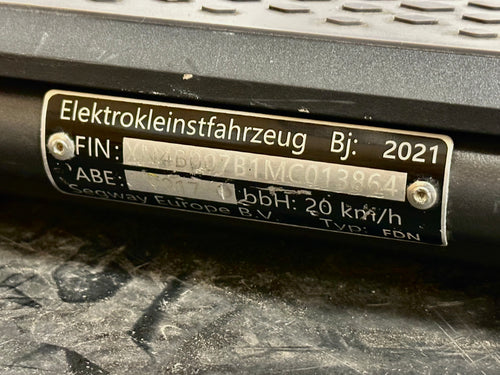 Elektrokleinstfahrzeug Bj: 2021
FIN:
ABE: bbH: 20 km/h
Segway Europe B.V. Typ: FDN